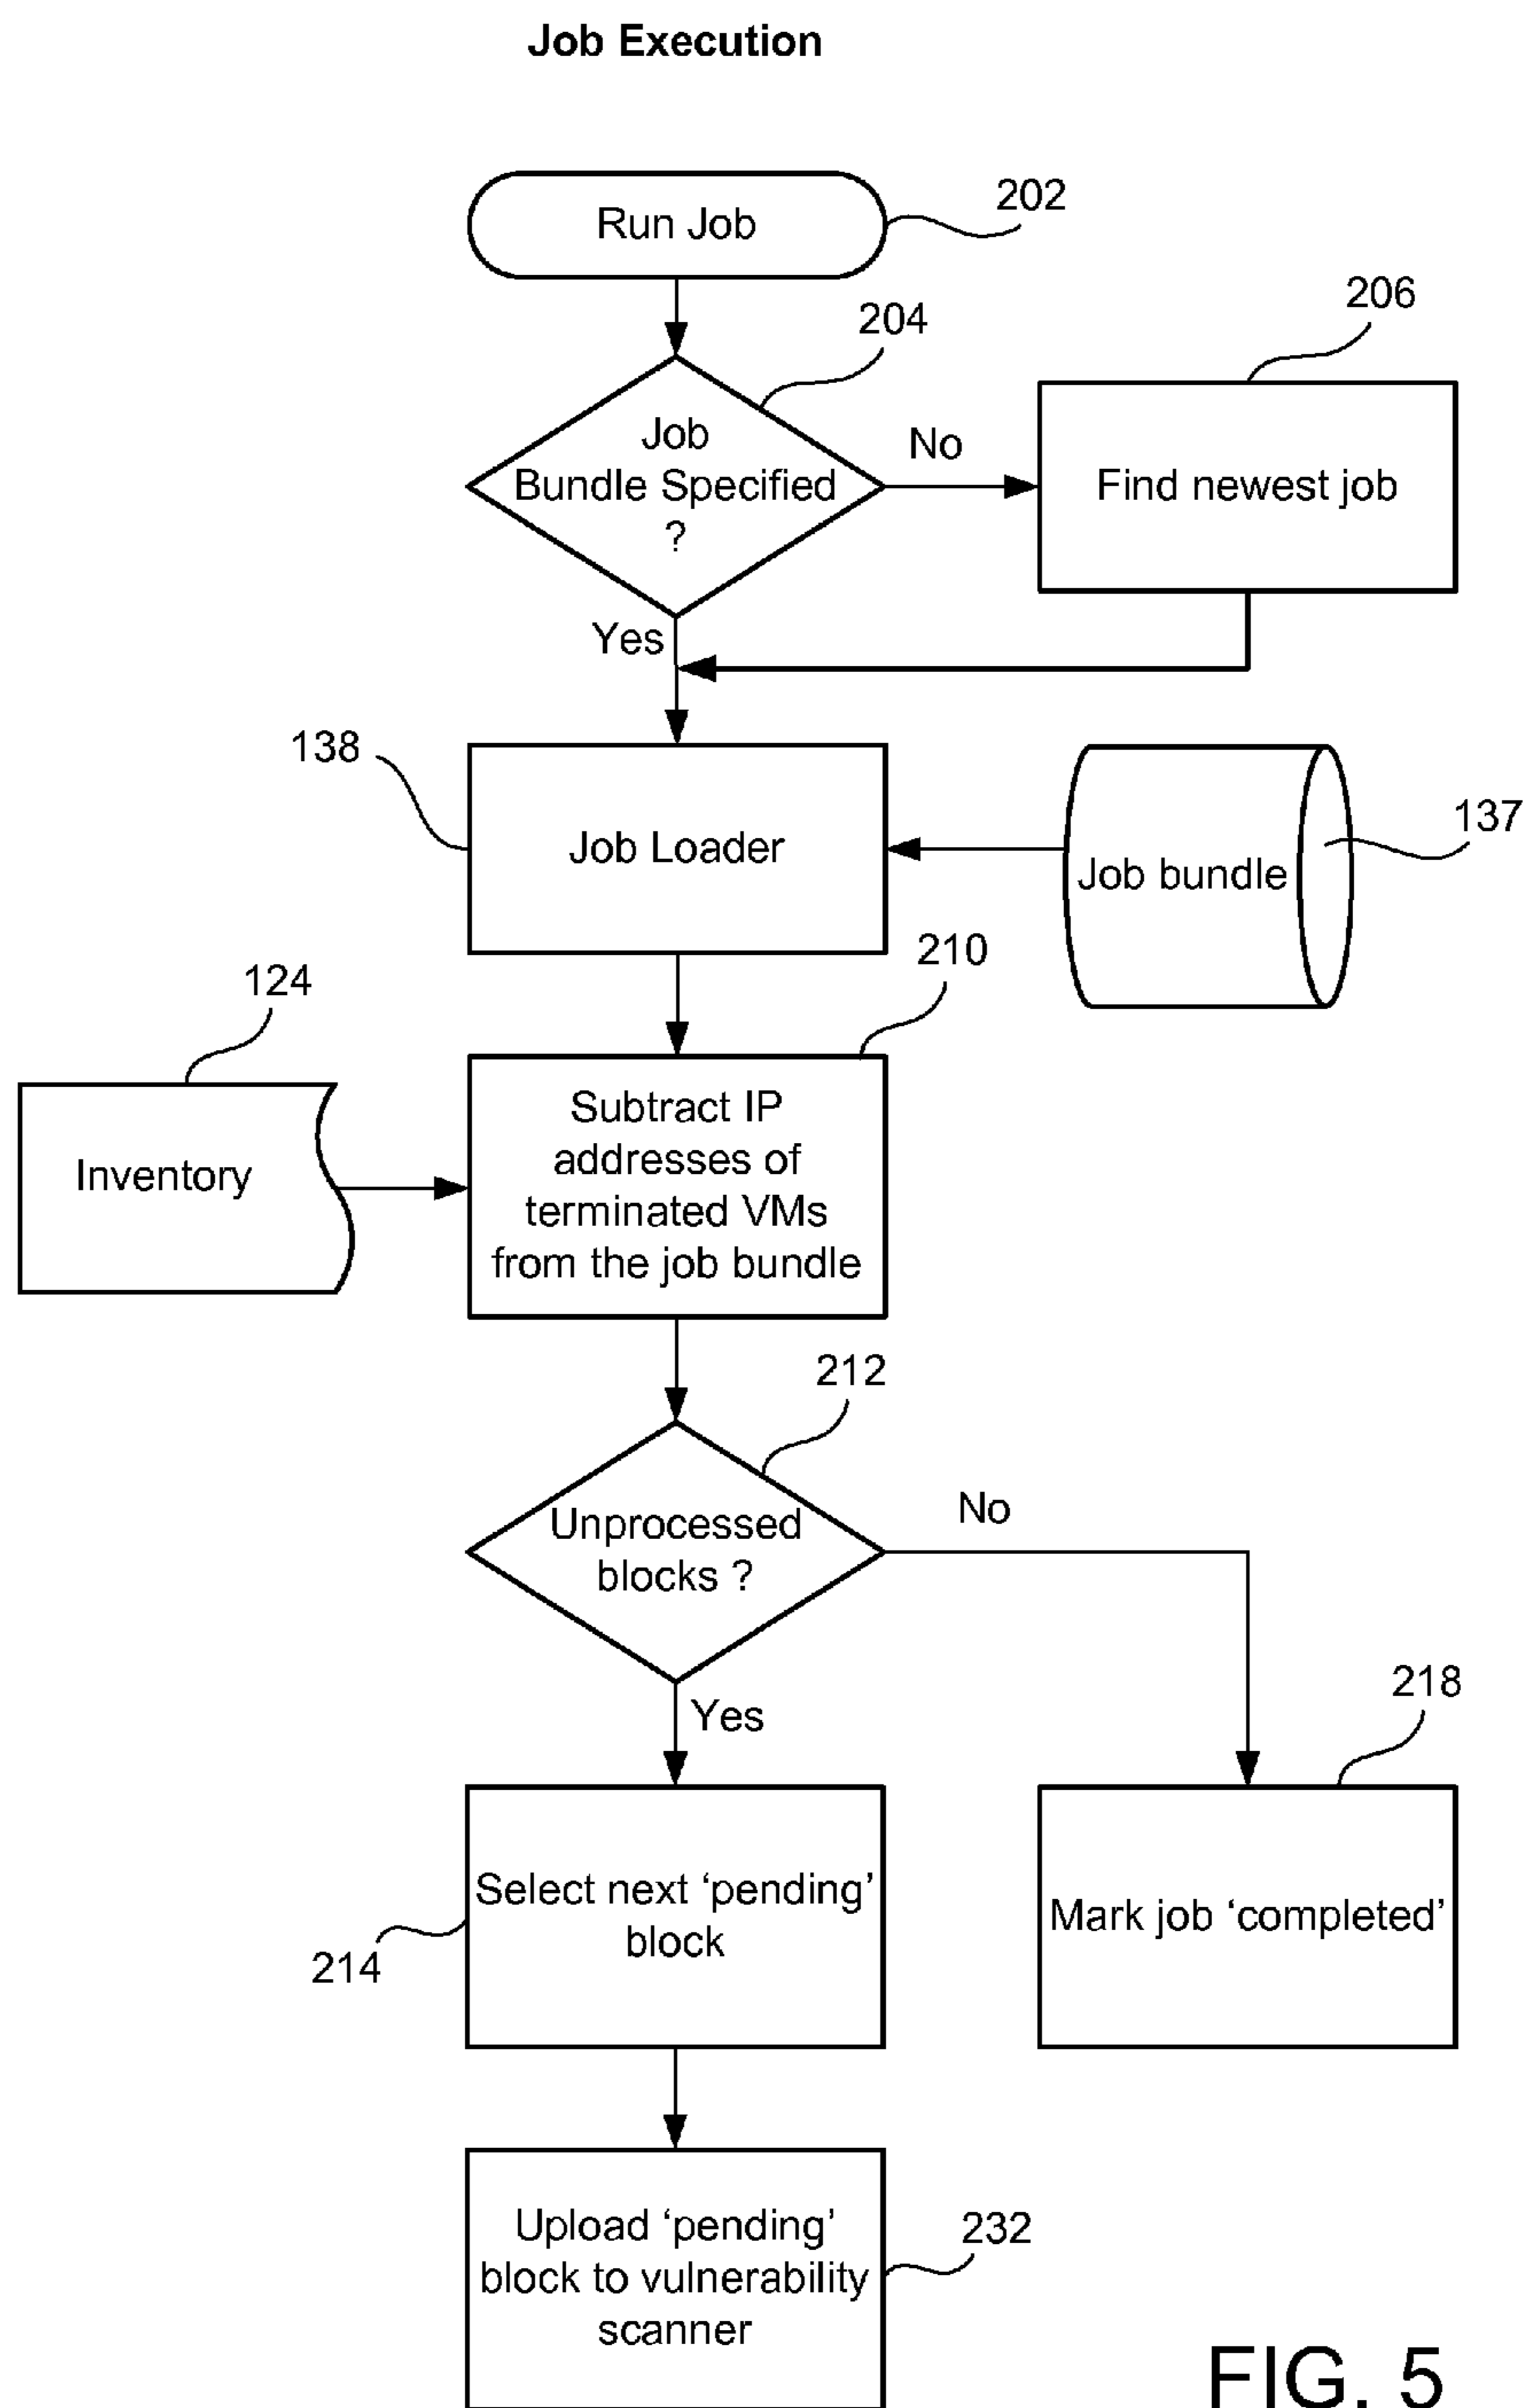 Job Execution
Run Job
202
204
206
Job
Bundle Specified
?
No
Find newest job
Yes
138
Job Loader
Job bundle
137
210
124
Inventory
Subtract IP
addresses of
terminated VMs
from the job bundle
212
Unprocessed
blocks ?
No
Yes
218
Select next ‘pending’
block
214
Mark job ‘completed’
Upload ‘pending’
block to vulnerability
scanner
232
FIG. 5